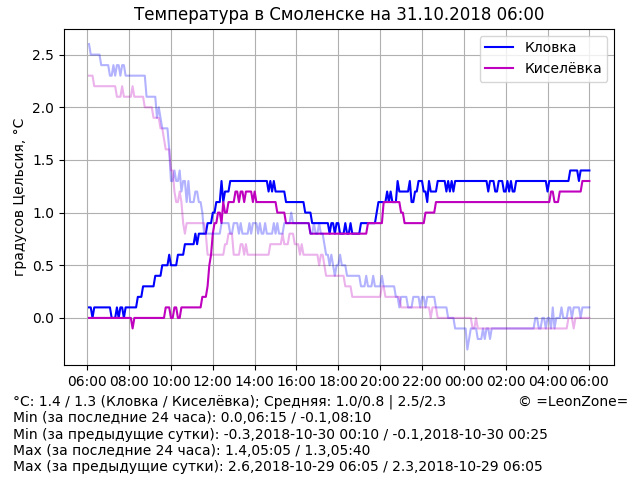 Температура в Смоленске на 31.10.2018 06:00
Кловка
Киселёвка
градусов Цельсия, °C
2.5
2.0
1.5
1.0
0.5
0.0
06:00 08:00 10:00 12:00 14:00 16:00 18:00 20:00 22:00 00:00 02:00 04:00 06:00
°C: 1.4 / 1.3 (Кловка / Киселёвка); Средняя: 1.0/0.8 | 2.5/2.3 © =LeonZone=
Min (за последние 24 часа): 0.0,06:15 / -0.1,08:10
Min (за предыдущие сутки): -0.3,2018-10-30 00:10 / -0.1,2018-10-30 00:25
Max (за последние 24 часа): 1.4,05:05 / 1.3,05:40
Max (за предыдущие сутки): 2.6,2018-10-29 06:05 / 2.3,2018-10-29 06:05